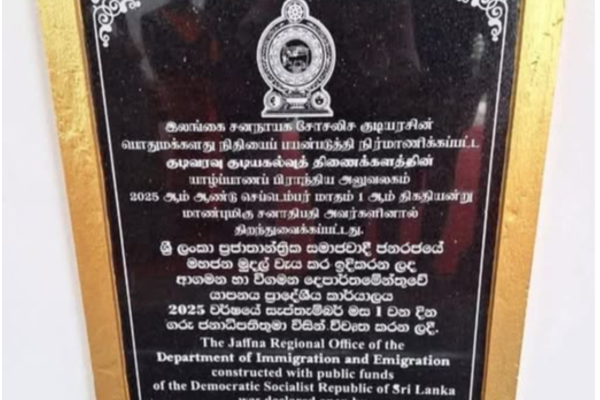 இலங்கை சனநாயக சோசலிச குடியரசின்
பொதுமக்களது நிதியைப் பயன்படுத்தி நிர்மாணிக்கப்பட்ட
குடிவரவு குடியகல்வுத் திணைக்களத்தின்
யாழ்ப்பாணப் பிராந்திய அலுவலகம்
2025 ஆம் ஆண்டு செப்டெம்பர் மாதம் 1 ஆம் திகதியன்று
மாண்புமிகு சனாதிபதி அவர்களினால்
திறந்துவைக்கப்பட்டது.
ශ්‍රී ලංකා ප්‍රජාතාන්ත්‍රික සමාජවාදී ජනරජයේ
මහජන මුදල් වැය කර ඉදිකරන ලද
ආගමන හා විගමන දෙපාර්තමේන්තුවේ
යාපනය ප්‍රාදේශීය කාර්යාලය
2025 වර්ෂයේ සැප්තැම්බර් මස 1 වන දින
ගරු ජනාධිපතිතුමා විසින් විවෘත කරන ලදී.
The Jaffna Regional Office of the
Department of Immigration and Emigration
constructed with public funds
of the Democratic Socialist Republic of Sri Lanka
was declared open by